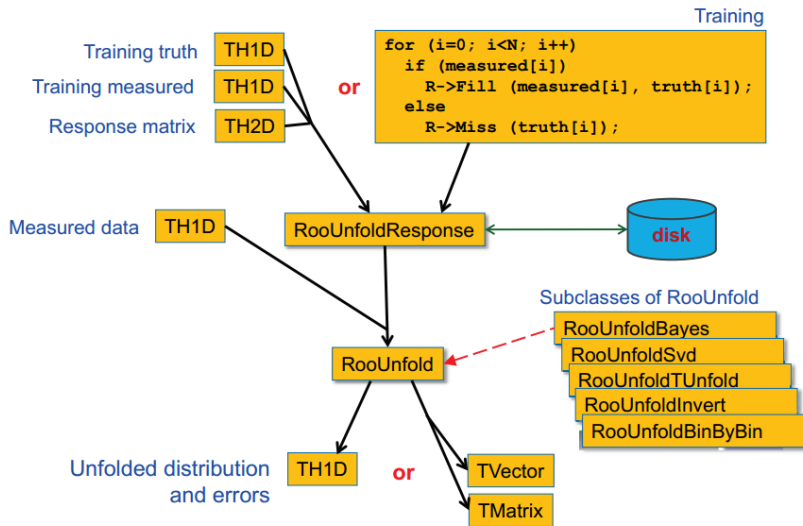 Training
Training truth
TH1D
Training measured
TH1D
Response matrix
TH2D
or
for (i=0; i<N; i++)
if (measured[i])
R->Fill (measured[i], truth[i]);
else
R->Miss (truth[i]);
Measured data
TH1D
RooUnfoldResponse
disk
Subclasses of RooUnfold
RooUnfoldBayes
RooUnfoldSvd
RooUnfoldTUnfold
RooUnfoldInvert
RooUnfoldBinByBin
RooUnfold
Unfolded distribution
and errors
TH1D
or
TVector
TMatrix